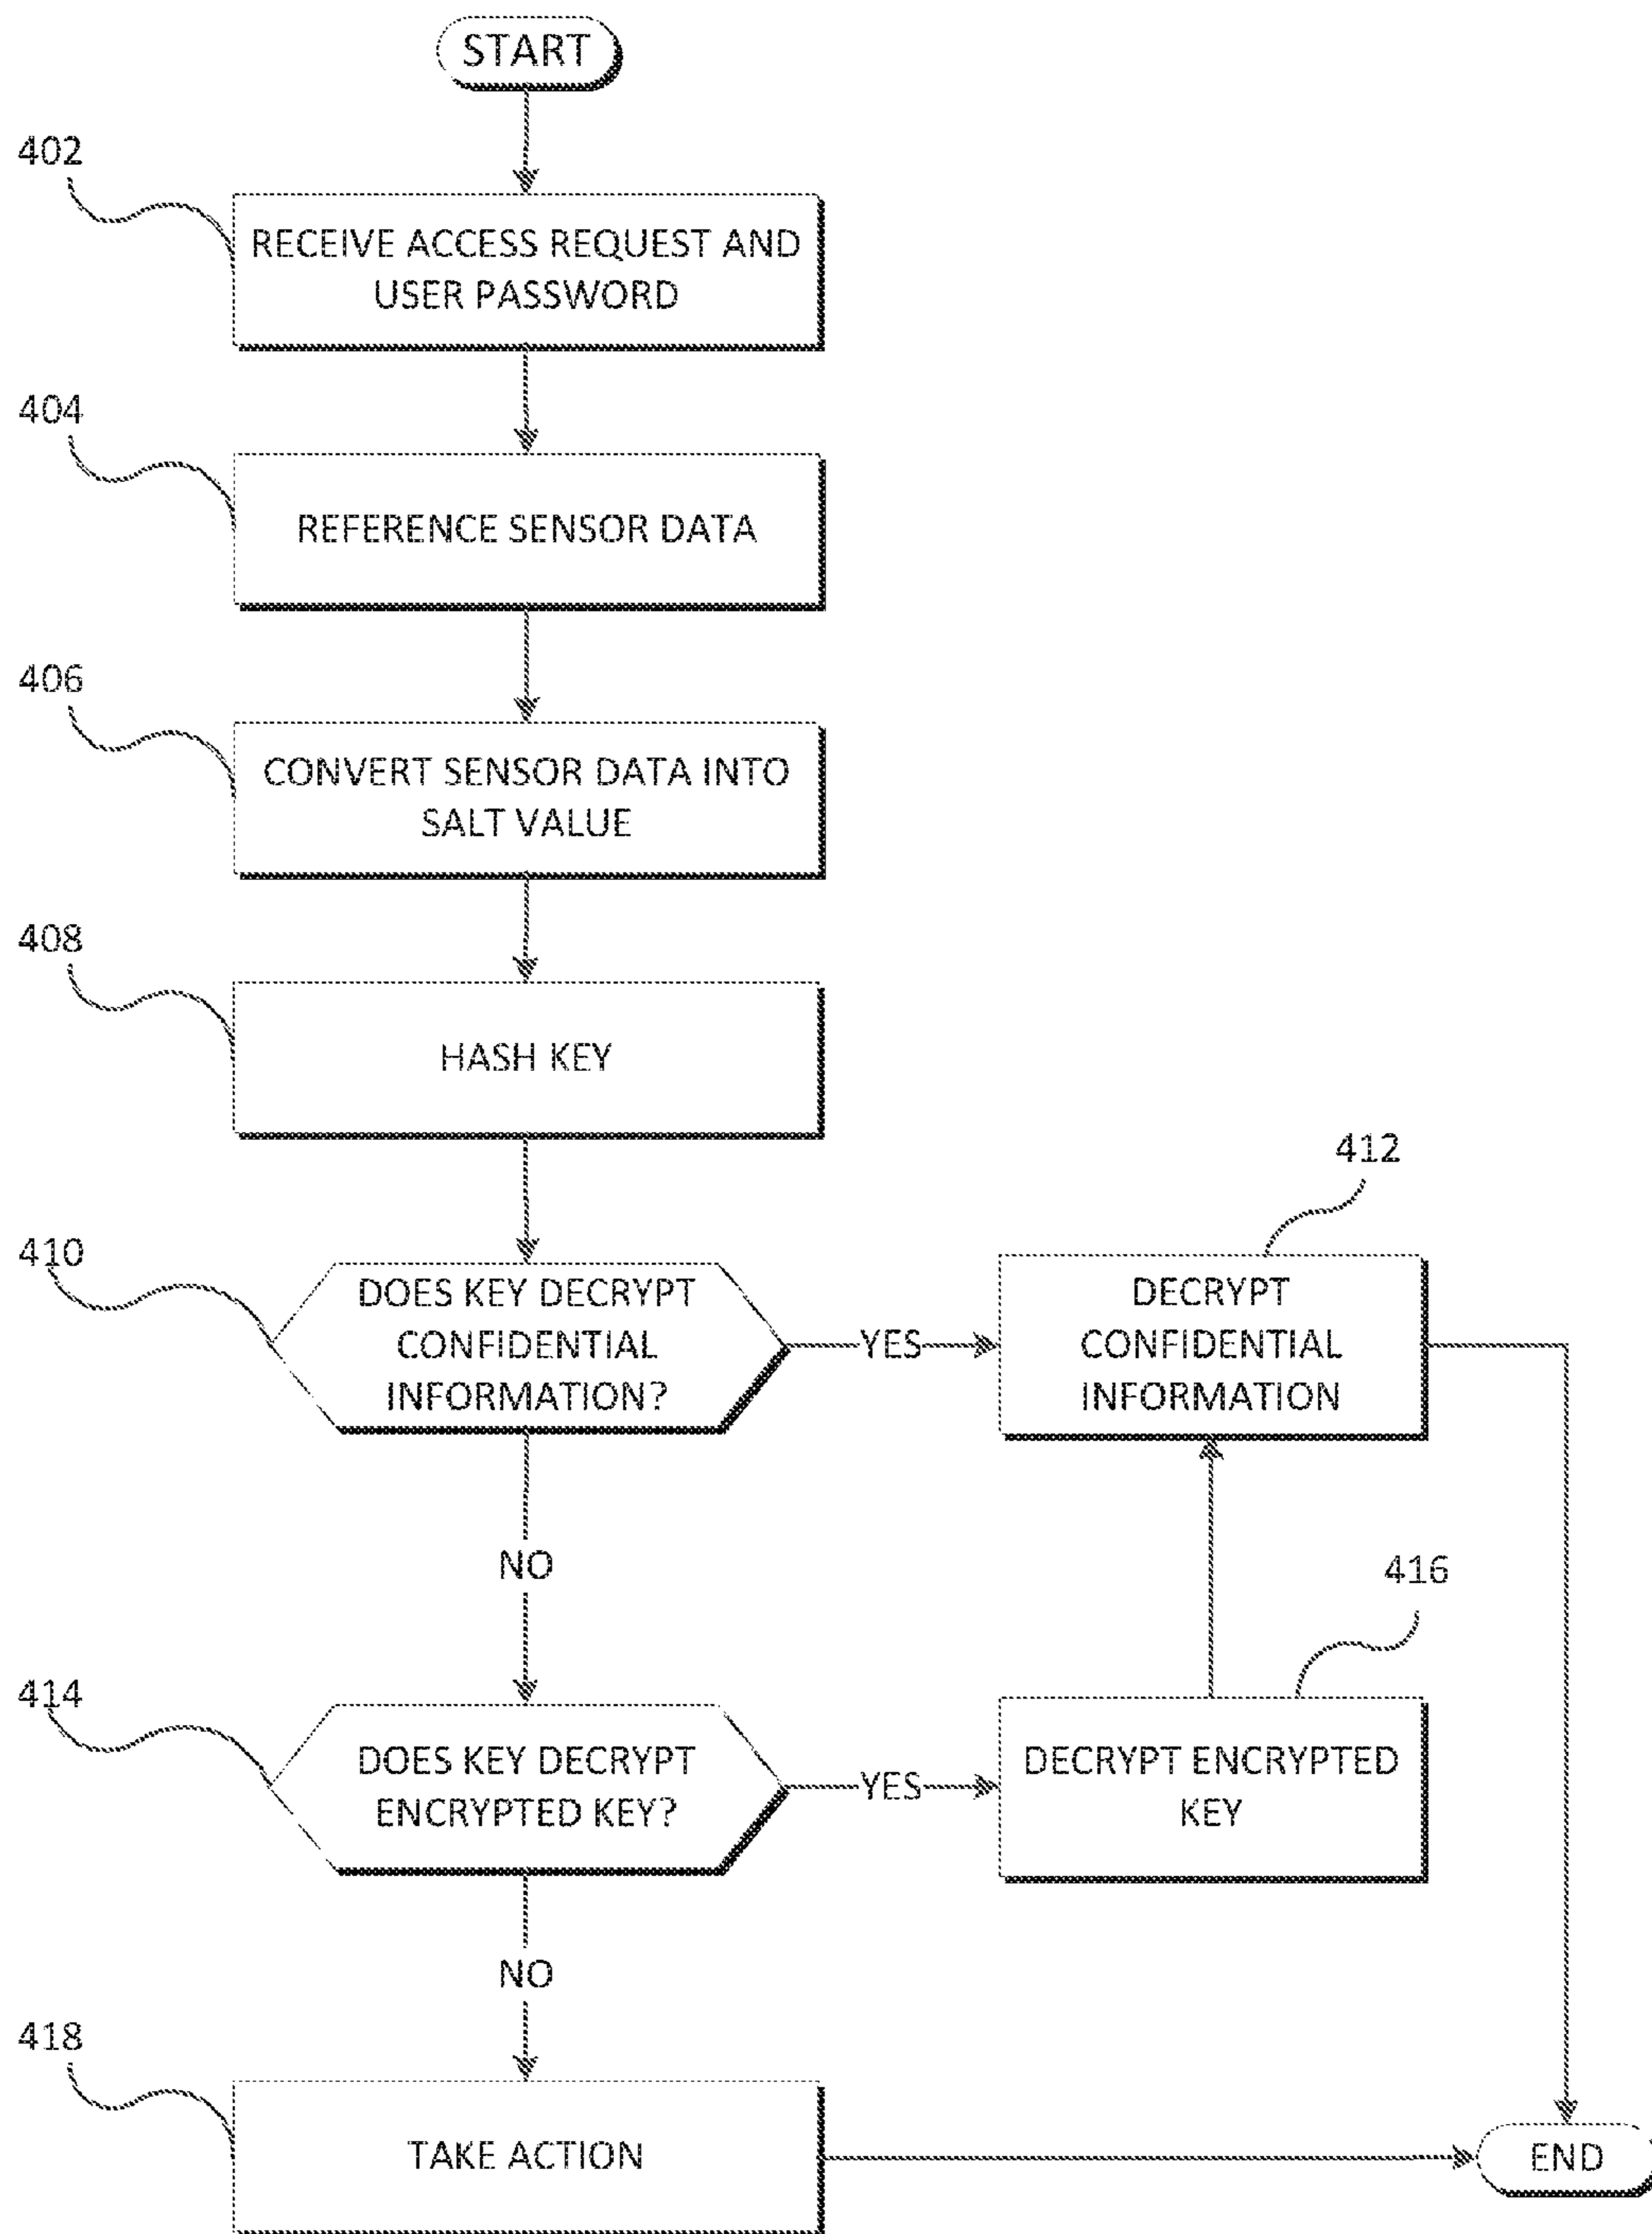 START
402
RECEIVE ACCESS REQUEST AND
USER PASSWORD
404
REFERENCE SENSOR DATA
406
CONVERT SENSOR DATA INTO
SALT VALUE
408
HASH KEY
410
DOES KEY DECRYPT
CONFIDENTIAL
INFORMATION?
YES
412
DECRYPT
CONFIDENTIAL
INFORMATION
NO
414
DOES KEY DECRYPT
ENCRYPTED KEY?
YES
416
DECRYPT ENCRYPTED
KEY
NO
418
TAKE ACTION
END